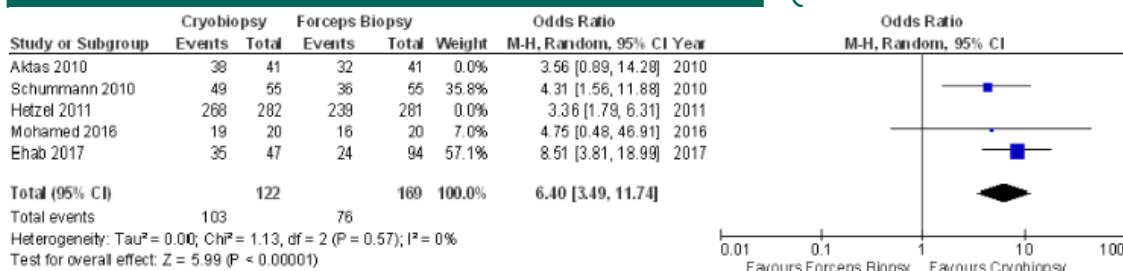 Cryobiopsy Forceps Biopsy Odds Ratio Odds Ratio
Study or Subgroup Events Total Events Total Weight M-H, Random, 95% CI Year M-H, Random, 95% CI
Aktas 2010 38 41 32 41 0.0% 3.56 [0.89, 14.28] 2010
Schummann 2010 49 55 36 55 35.8% 4.31 [1.56, 11.88] 2010
Hetzel 2011 268 282 239 281 0.0% 3.36 [1.79, 6.31] 2011
Mohamed 2016 19 20 16 20 7.0% 4.75 [0.48, 46.91] 2016
Ehab 2017 35 47 24 94 57.1% 8.51 [3.81, 18.99] 2017
Total (95% CI) 122 169 100.0% 6.40 [3.49, 11.74]
Total events 103 76
Heterogeneity: Tau² = 0.00; Chi² = 1.13, df = 2 (P = 0.57); I² = 0%
Test for overall effect: Z = 5.99 (P < 0.00001)
0.01 0.1 1 10 100
Favours Forceps Biopsy Favours Cryobiopsy